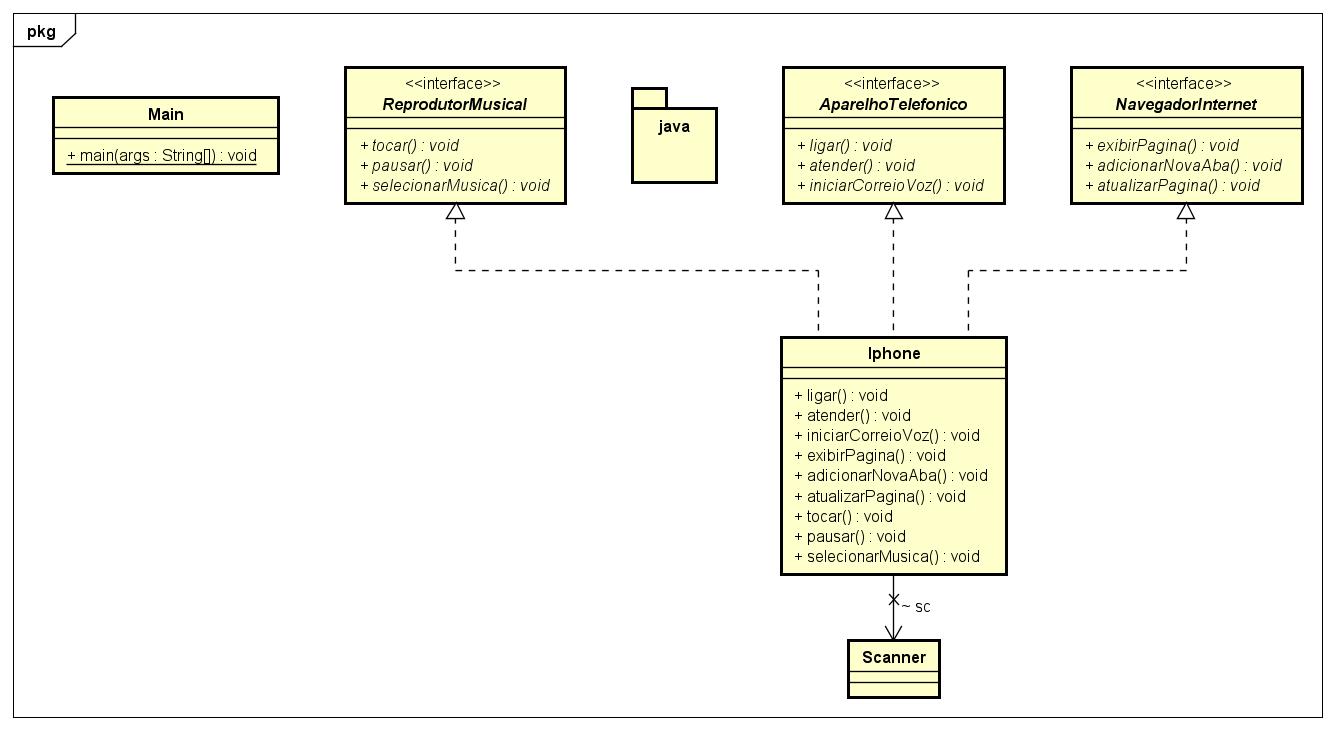 pkg
Main
+ main(args : String[]) : void
<<interface>>
ReprodutorMusical
+ tocar() : void
+ pausar() : void
+ selecionarMusica() : void
java
<<interface>>
AparelhoTelefonico
+ ligar() : void
+ atender() : void
+ iniciarCorreioVoz() : void
<<interface>>
NavegadorInternet
+ exibirPagina() : void
+ adicionarNovaAba() : void
+ atualizarPagina() : void
Iphone
+ ligar() : void
+ atender() : void
+ iniciarCorreioVoz() : void
+ exibirPagina() : void
+ adicionarNovaAba() : void
+ atualizarPagina() : void
+ tocar() : void
+ pausar() : void
+ selecionarMusica() : void
~ sc
Scanner